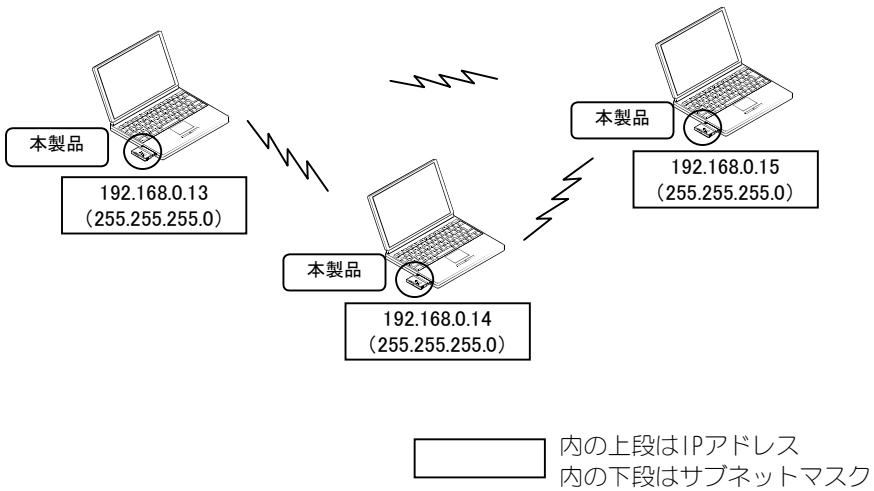 本製品
192.168.0.13
（255.255.255.0）
本製品
192.168.0.14
（255.255.255.0）
本製品
192.168.0.15
（255.255.255.0）
内の上段はIPアドレス
内の下段はサブネットマスク